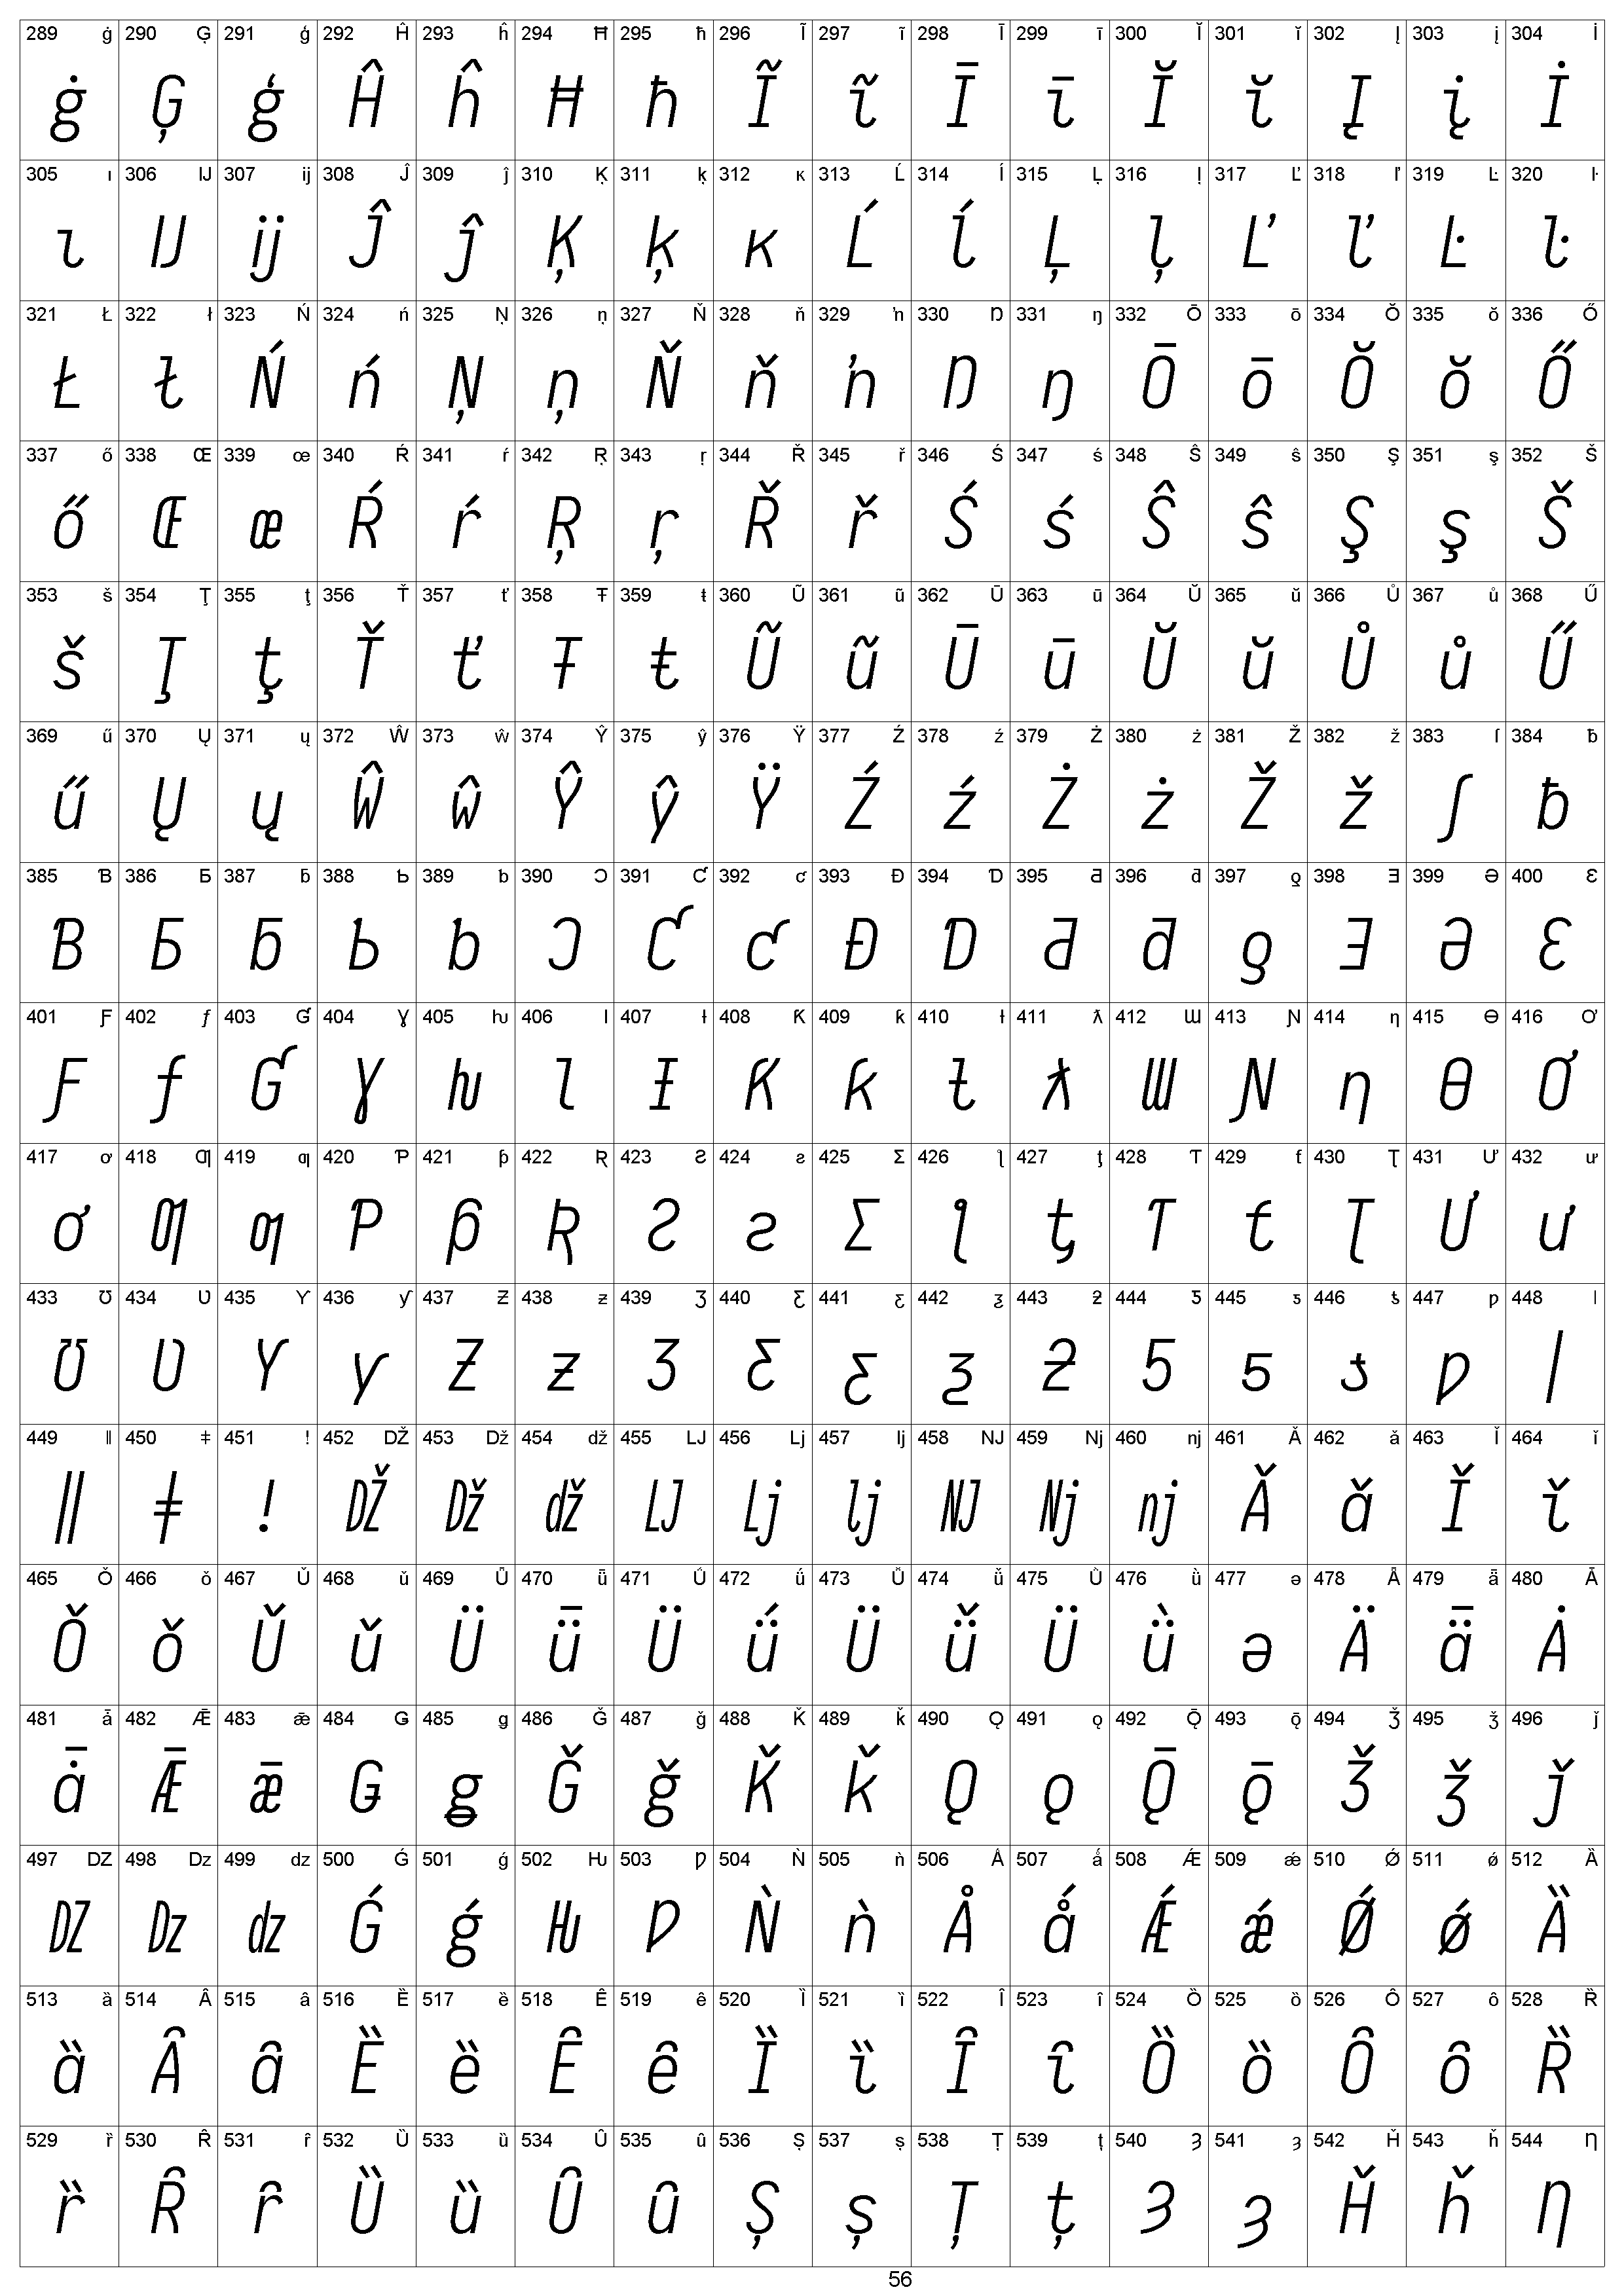 289 ġ 290 Ģ 291 ģ 292 Ĥ 293 ĥ 294 Ħ 295 ħ 296 Ĩ 297 ĩ 298 Ī 299 ī 300 Ĭ 301 ĭ 302 Į 303 į 304 İ
ġ Ģ ģ Ĥ ĥ Ħ ħ Ĩ ĩ Ī ī Ĭ ĭ Į į İ
305 ı 306 Ĳ 307 ĳ 308 Ĵ 309 ĵ 310 Ķ 311 ķ 312 ĸ 313 Ĺ 314 ĺ 315 Ļ 316 ļ 317 Ľ 318 ľ 319 Ŀ 320 ŀ
ı Ĳ ĳ Ĵ ĵ Ķ ķ ĸ Ĺ ĺ Ļ ļ Ľ ľ Ŀ ŀ
321 Ł 322 ł 323 Ń 324 ń 325 Ņ 326 ņ 327 Ň 328 ň 329 ŉ 330 Ŋ 331 ŋ 332 Ō 333 ō 334 Ŏ 335 ŏ 336 Ő
Ł ł Ń ń Ņ ņ Ň ň ŉ Ŋ ŋ Ō ō Ŏ ŏ Ő
337 ő 338 Œ 339 œ 340 Ŕ 341 ŕ 342 Ŗ 343 ŗ 344 Ř 345 ř 346 Ś 347 ś 348 Ŝ 349 ŝ 350 Ş 351 ş 352 Š
ő Œ œ Ŕ ŕ Ŗ ŗ Ř ř Ś ś Ŝ ŝ Ş ş Š
353 š 354 Ţ 355 ţ 356 Ť 357 ť 358 Ŧ 359 ŧ 360 Ũ 361 ũ 362 Ū 363 ū 364 Ŭ 365 ŭ 366 Ů 367 ů 368 Ű
š Ţ ţ Ť ť Ŧ ŧ Ũ ũ Ū ū Ŭ ŭ Ů ů Ű
369 ű 370 Ų 371 ų 372 Ŵ 373 ŵ 374 Ŷ 375 ŷ 376 Ÿ 377 Ź 378 ź 379 Ż 380 ż 381 Ž 382 ž 383 ſ 384 ƀ
ű Ų ų Ŵ ŵ Ŷ ŷ Ÿ Ź ź Ż ż Ž ž ſ ƀ
385 Ɓ 386 Ƃ 387 ƃ 388 Ƅ 389 ƅ 390 Ɔ 391 Ƈ 392 ƈ 393 Ɖ 394 Ɗ 395 Ƌ 396 ƌ 397 ƍ 398 Ǝ 399 Ə 400 Ɛ
Ɓ Ƃ ƃ Ƅ ƅ Ɔ Ƈ ƈ Ɖ Ɗ Ƌ ƌ ƍ Ǝ Ə Ɛ
401 Ƒ 402 ƒ 403 Ɠ 404 Ɣ 405 ƕ 406 Ɩ 407 Ɨ 408 Ƙ 409 ƙ 410 ƚ 411 ƛ 412 Ɯ 413 Ɲ 414 ƞ 415 Ɵ 416 Ơ
Ƒ ƒ Ɠ Ɣ ƕ Ɩ Ɨ Ƙ ƙ ƚ ƛ Ɯ Ɲ ƞ Ɵ Ơ
417 ơ 418 Ƣ 419 ƣ 420 Ƥ 421 ƥ 422 Ʀ 423 Ƨ 424 ƨ 425 Ʃ 426 ƪ 427 ƫ 428 Ƭ 429 ƭ 430 Ʈ 431 Ư 432 ư
ơ Ƣ ƣ Ƥ ƥ Ʀ Ƨ ƨ Ʃ ƪ ƫ Ƭ ƭ Ʈ Ư ư
433 Ʊ 434 Ʋ 435 Ƴ 436 ƴ 437 Ƶ 438 ƶ 439 Ʒ 440 Ƹ 441 ƹ 442 ƺ 443 ƻ 444 Ƽ 445 ƽ 446 ƾ 447 ƿ 448 ǀ
Ʊ Ʋ Ƴ ƴ Ƶ ƶ Ʒ Ƹ ƹ ƺ ƻ Ƽ ƽ ƾ ƿ ǀ
449 ǁ 450 ǂ 451 ǃ 452 Ǆ 453 ǅ 454 ǆ 455 Ǉ 456 ǈ 457 ǉ 458 Ǌ 459 ǋ 460 ǌ 461 Ǎ 462 ǎ 463 Ǐ 464 ǐ
ǁ ǂ ǃ Ǆ ǅ ǆ Ǉ ǈ ǉ Ǌ ǋ ǌ Ǎ ǎ Ǐ ǐ
465 Ǒ 466 ǒ 467 Ǔ 468 ǔ 469 Ǖ 470 ǖ 471 Ǘ 472 ǘ 473 Ǚ 474 ǚ 475 Ǜ 476 ǜ 477 ǝ 478 Ǟ 479 ǟ 480 Ǡ
Ǒ ǒ Ǔ ǔ Ü ǖ Ü ǘ Ü ǚ Ü ǜ ǝ Ä ǟ Ȧ
481 ǡ 482 Ǣ 483 ǣ 484 Ǥ 485 ǥ 486 Ǧ 487 ǧ 488 Ǩ 489 ǩ 490 Ǫ 491 ǫ 492 Ǭ 493 ǭ 494 Ǯ 495 ǯ 496 ǰ
ǡ Ǣ ǣ Ǥ ǥ Ǧ ǧ Ǩ ǩ Ǫ ǫ Ǭ ǭ Ǯ ǯ ǰ
497 Ǳ 498 ǲ 499 ǳ 500 Ǵ 501 ǵ 502 Ƕ 503 Ƿ 504 Ǹ 505 ǹ 506 Å 507 ǻ 508 Ǽ 509 ǽ 510 Ǿ 511 ǿ 512 Ȁ
Ǳ ǲ ǳ Ǵ ǵ Ƕ Ƿ Ǹ ǹ Å ǻ Ǽ ǽ Ǿ ǿ Ȁ
513 ȁ 514 Ȃ 515 ȃ 516 Ȅ 517 ȅ 518 Ȇ 519 ȇ 520 Ȉ 521 ȉ 522 Ȋ 523 ȋ 524 Ȍ 525 ȍ 526 Ȏ 527 ȏ 528 Ȑ
ȁ Ȃ ȃ Ȅ ȅ Ȇ ȇ Ȉ ȉ Ȋ ȋ Ȍ ȍ Ȏ ȏ Ȑ
529 ȑ 530 Ȓ 531 ȓ 532 Ȕ 533 ȕ 534 Ȗ 535 ȗ 536 Ș 537 ș 538 Ț 539 ț 540 Ȝ 541 ȝ 542 Ȟ 543 ȟ 544 Ƞ
ȑ Ȓ ȓ Ȕ ȕ Ȗ ȗ Ș ș Ț ț Ȝ ȝ Ȟ ȟ Ƞ
56